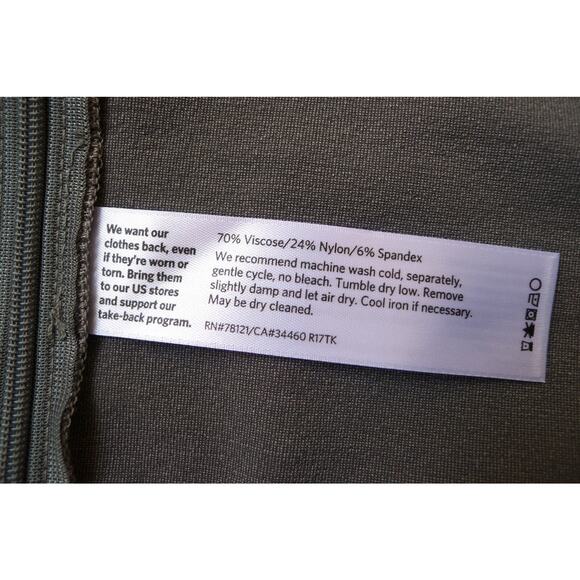 We want our
clothes back, even
if they're worn or
torn. Bring them
to our US stores
and support our
take-back program.
70% Viscose/24% Nylon/6% Spandex
We recommend machine wash cold, separately,
gentle cycle, no bleach. Tumble dry low. Remove
slightly damp and let air dry. Cool iron if necessary.
May be dry cleaned.
RN#78121/CA#34460 R17TK